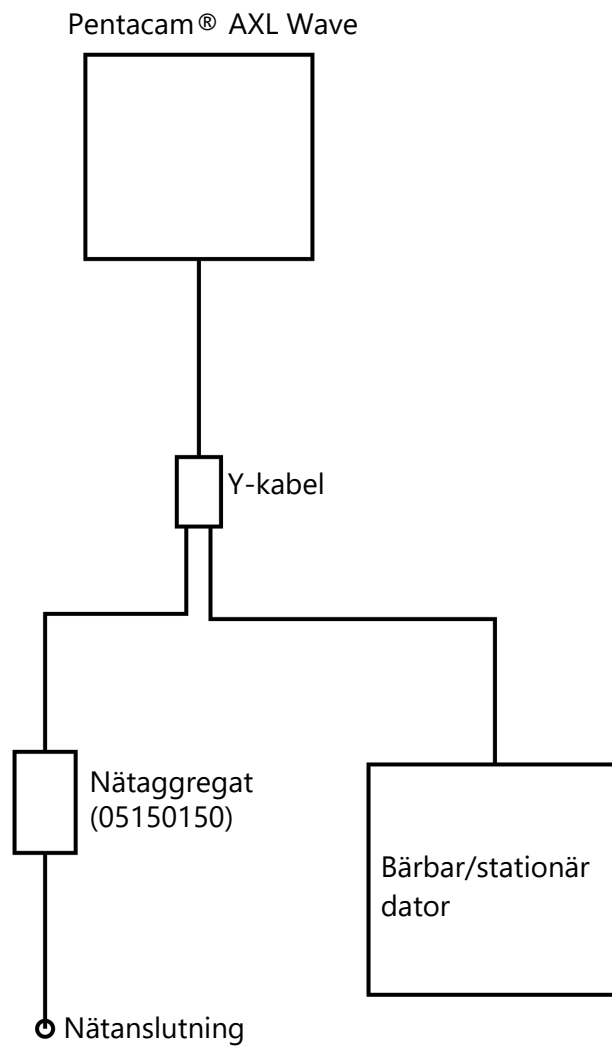 Pentacam® AXL Wave
Y-kabel
Nätaggregat
(05150150)
Bärbar/stationär
dator
Nätanslutning